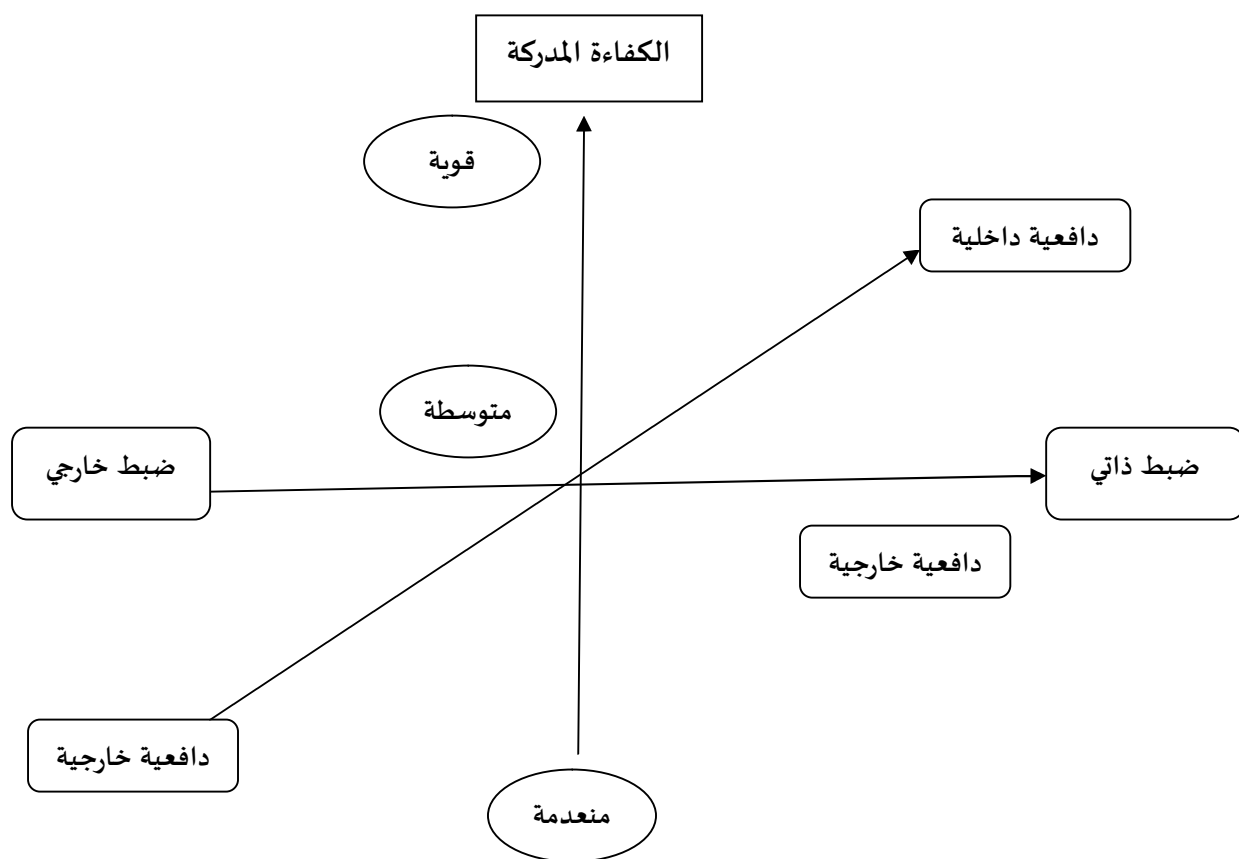 الكفاءة المدركة
قوية
دافعية داخلية
متوسطة
ضبط خارجي
ضبط ذاتي
دافعية خارجية
دافعية خارجية
منعدمة